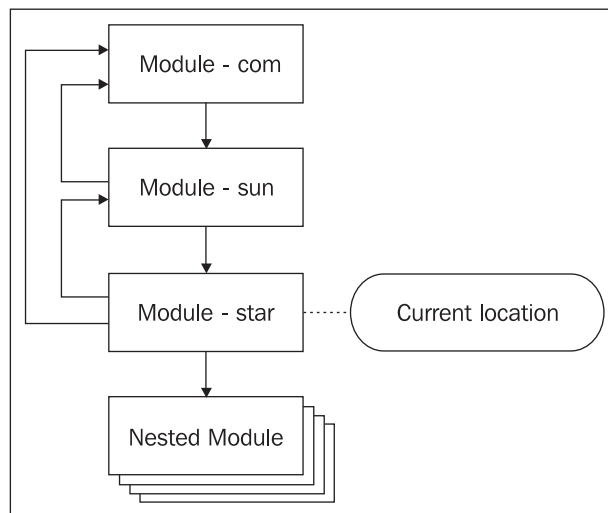 Module - com
Module - sun
Module - star
Current location
Nested Module